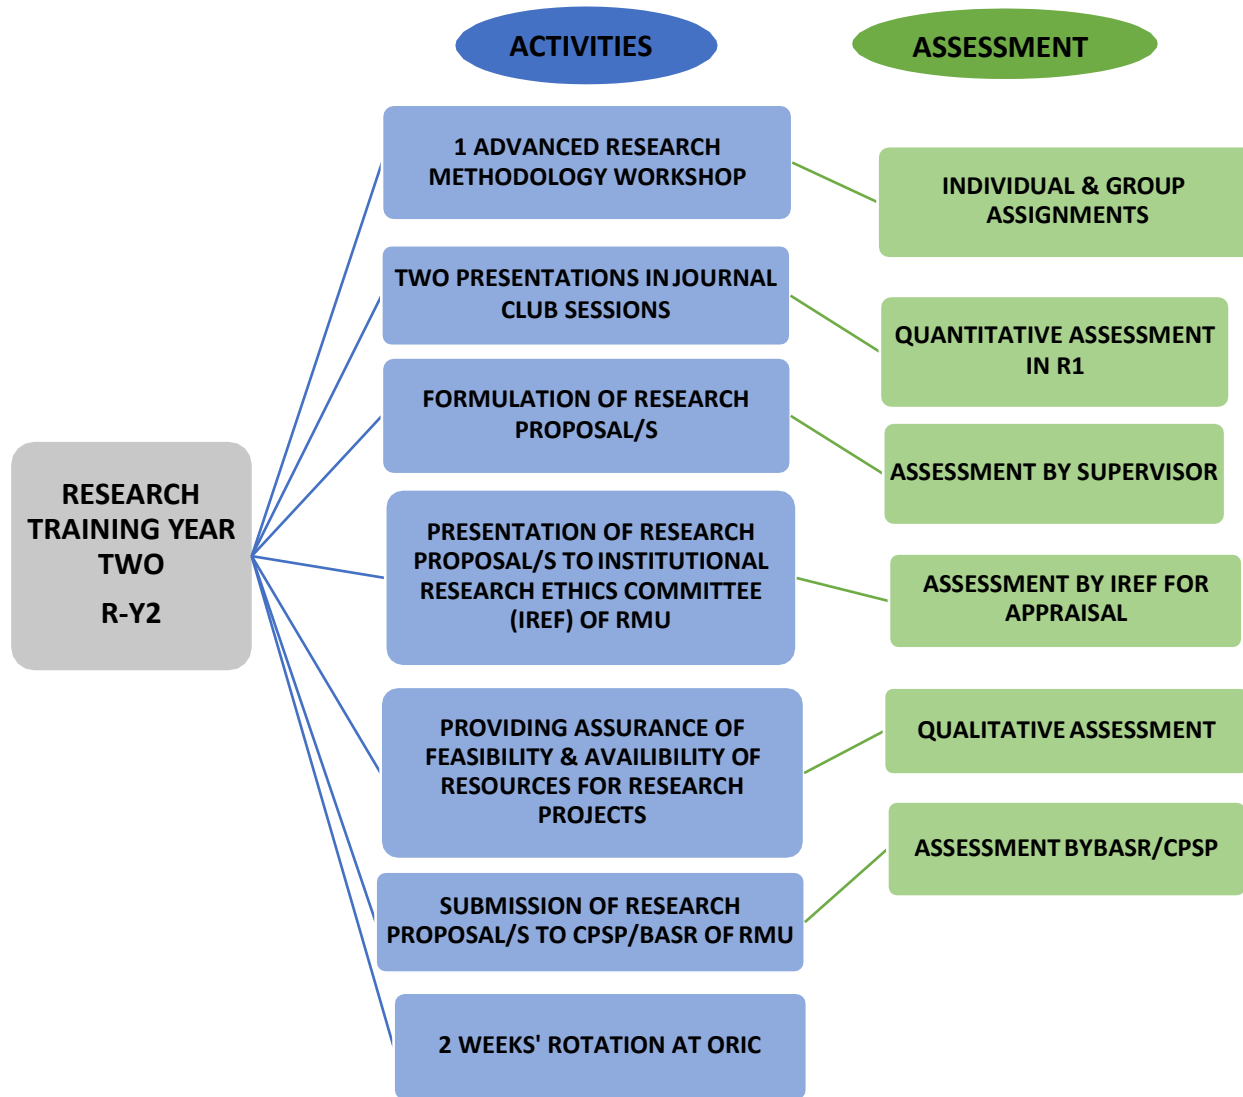 ACTIVITIES
ASSESSMENT
1 ADVANCED RESEARCH
METHODOLOGY WORKSHOP
INDIVIDUAL & GROUP
ASSIGNMENTS
TWO PRESENTATIONS IN JOURNAL
CLUB SESSIONS
QUANTITATIVE ASSESSMENT
IN R1
FORMULATION OF RESEARCH
PROPOSAL/S
ASSESSMENT BY SUPERVISOR
RESEARCH
TRAINING YEAR
TWO
R-Y2
PRESENTATION OF RESEARCH
PROPOSAL/S TO INSTITUTIONAL
RESEARCH ETHICS COMMITTEE
(IREF) OF RMU
ASSESSMENT BY IREF FOR
APPRAISAL
PROVIDING ASSURANCE OF
FEASIBILITY & AVAILIBILITY OF
RESOURCES FOR RESEARCH
PROJECTS
QUALITATIVE ASSESSMENT
SUBMISSION OF RESEARCH
PROPOSAL/S TO CPSP/BASR OF RMU
ASSESSMENT BYBASR/CPSP
2 WEEKS' ROTATION AT ORIC